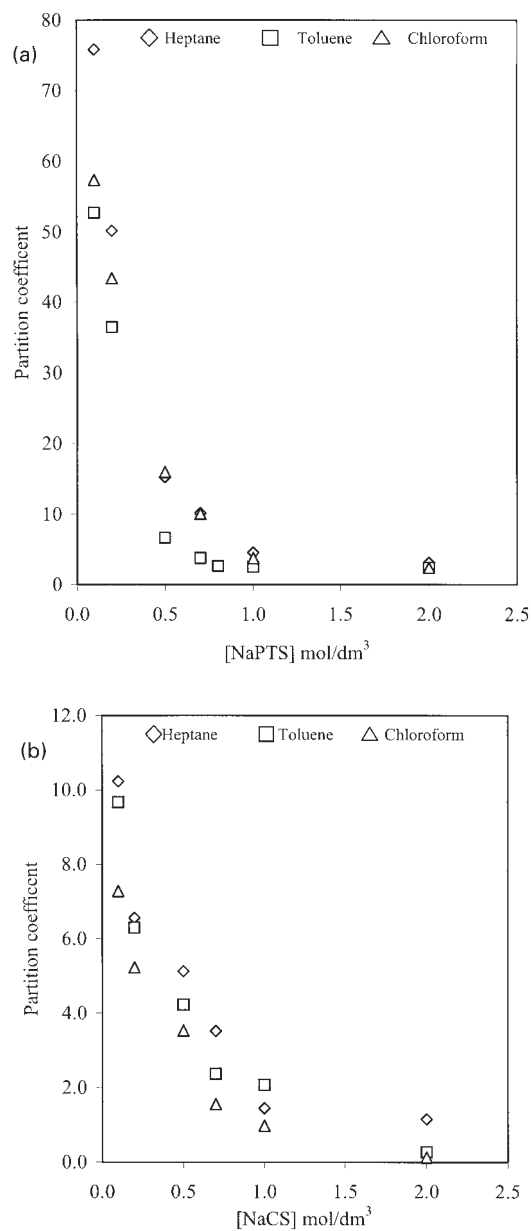 (a)
Heptane Toluene Chloroform
80
70
60
50
40
30
20
10
0
Partition coefficent
0.0 0.5 1.0 1.5 2.0 2.5
[NaPTS] mol/dm³
(b)
Heptane Toluene Chloroform
12.0
10.0
8.0
6.0
4.0
2.0
0.0
Partition coefficent
0.0 0.5 1.0 1.5 2.0 2.5
[NaCS] mol/dm³